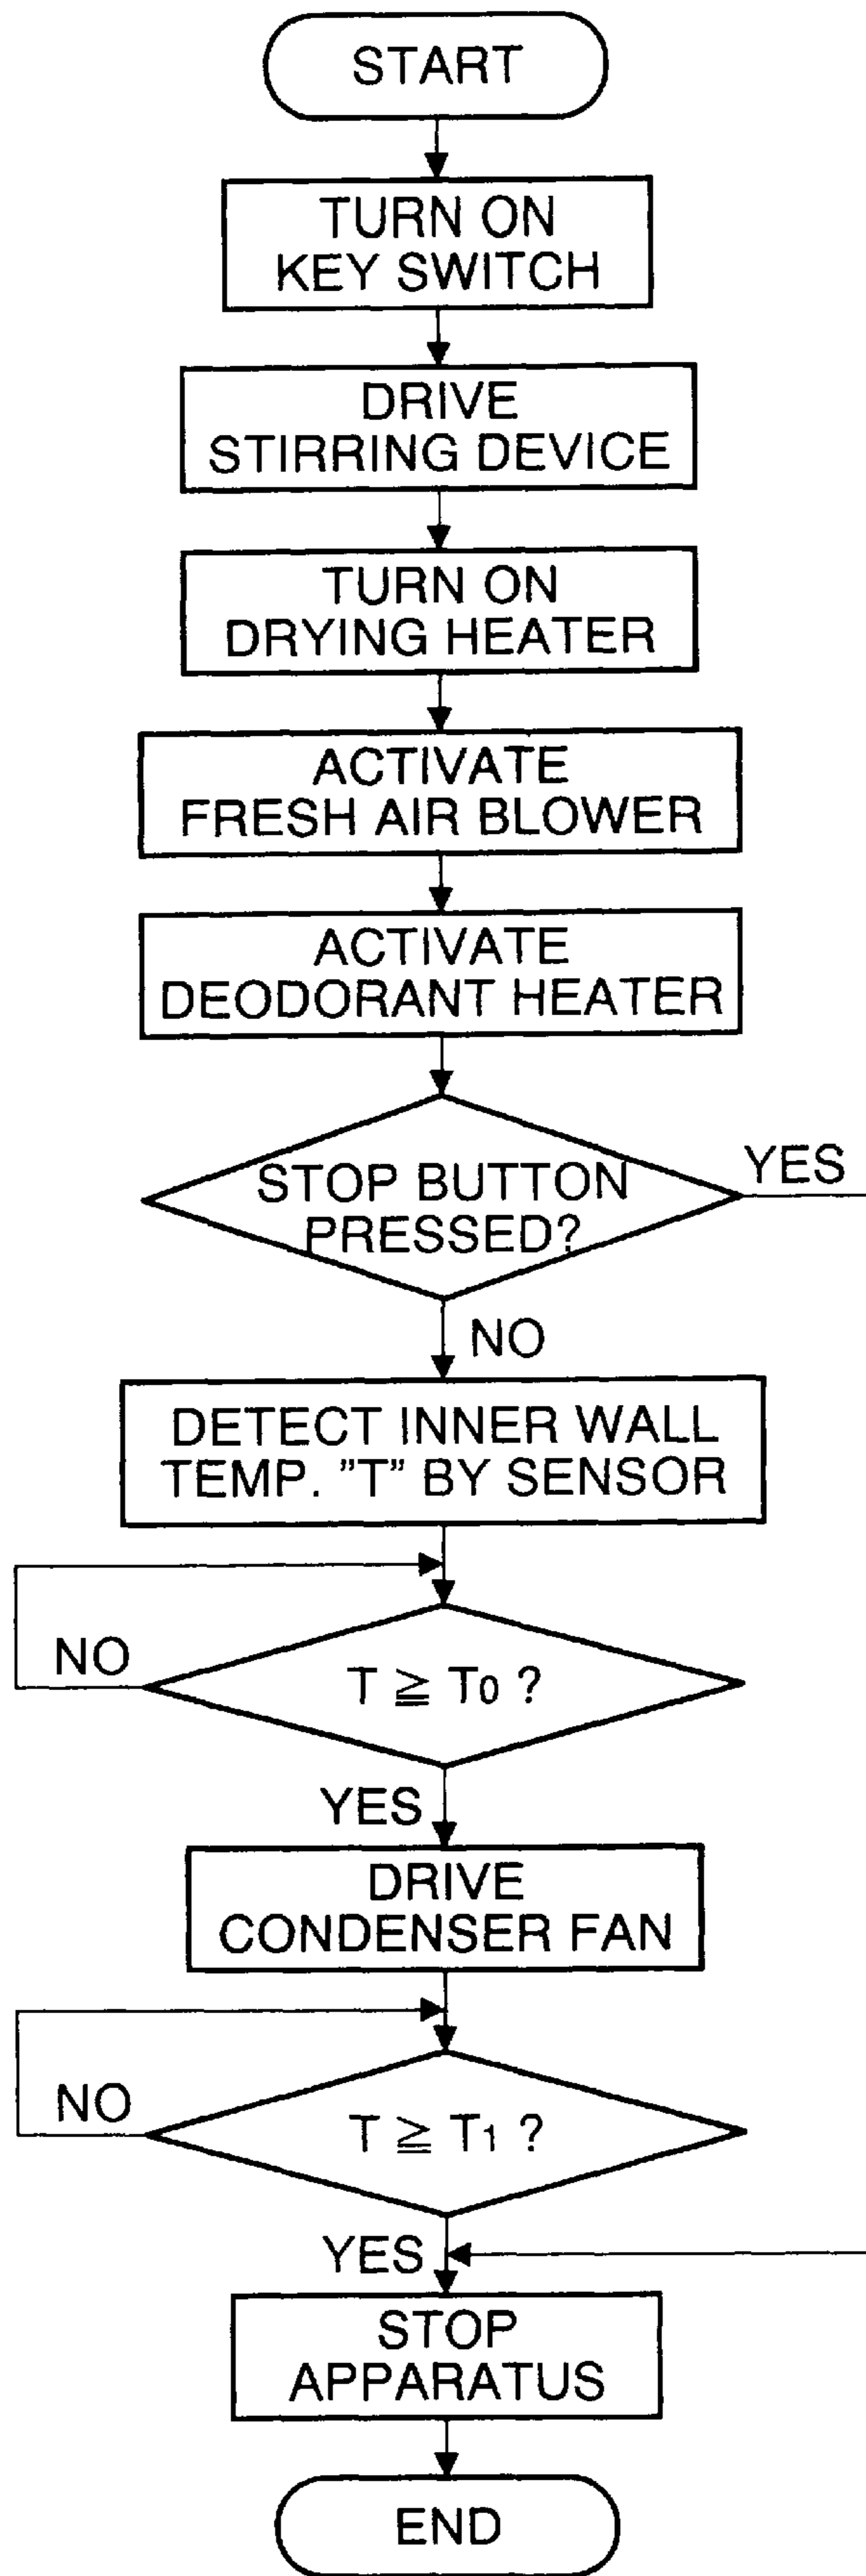 START
TURN ON
KEY SWITCH
DRIVE
STIRRING DEVICE
TURN ON
DRYING HEATER
ACTIVATE
FRESH AIR BLOWER
ACTIVATE
DEODORANT HEATER
STOP BUTTON
PRESSED?
YES
NO
DETECT INNER WALL
TEMP. "T" BY SENSOR
NO
T ≧ T0 ?
YES
DRIVE
CONDENSER FAN
NO
T ≧ T1 ?
YES
STOP
APPARATUS
END